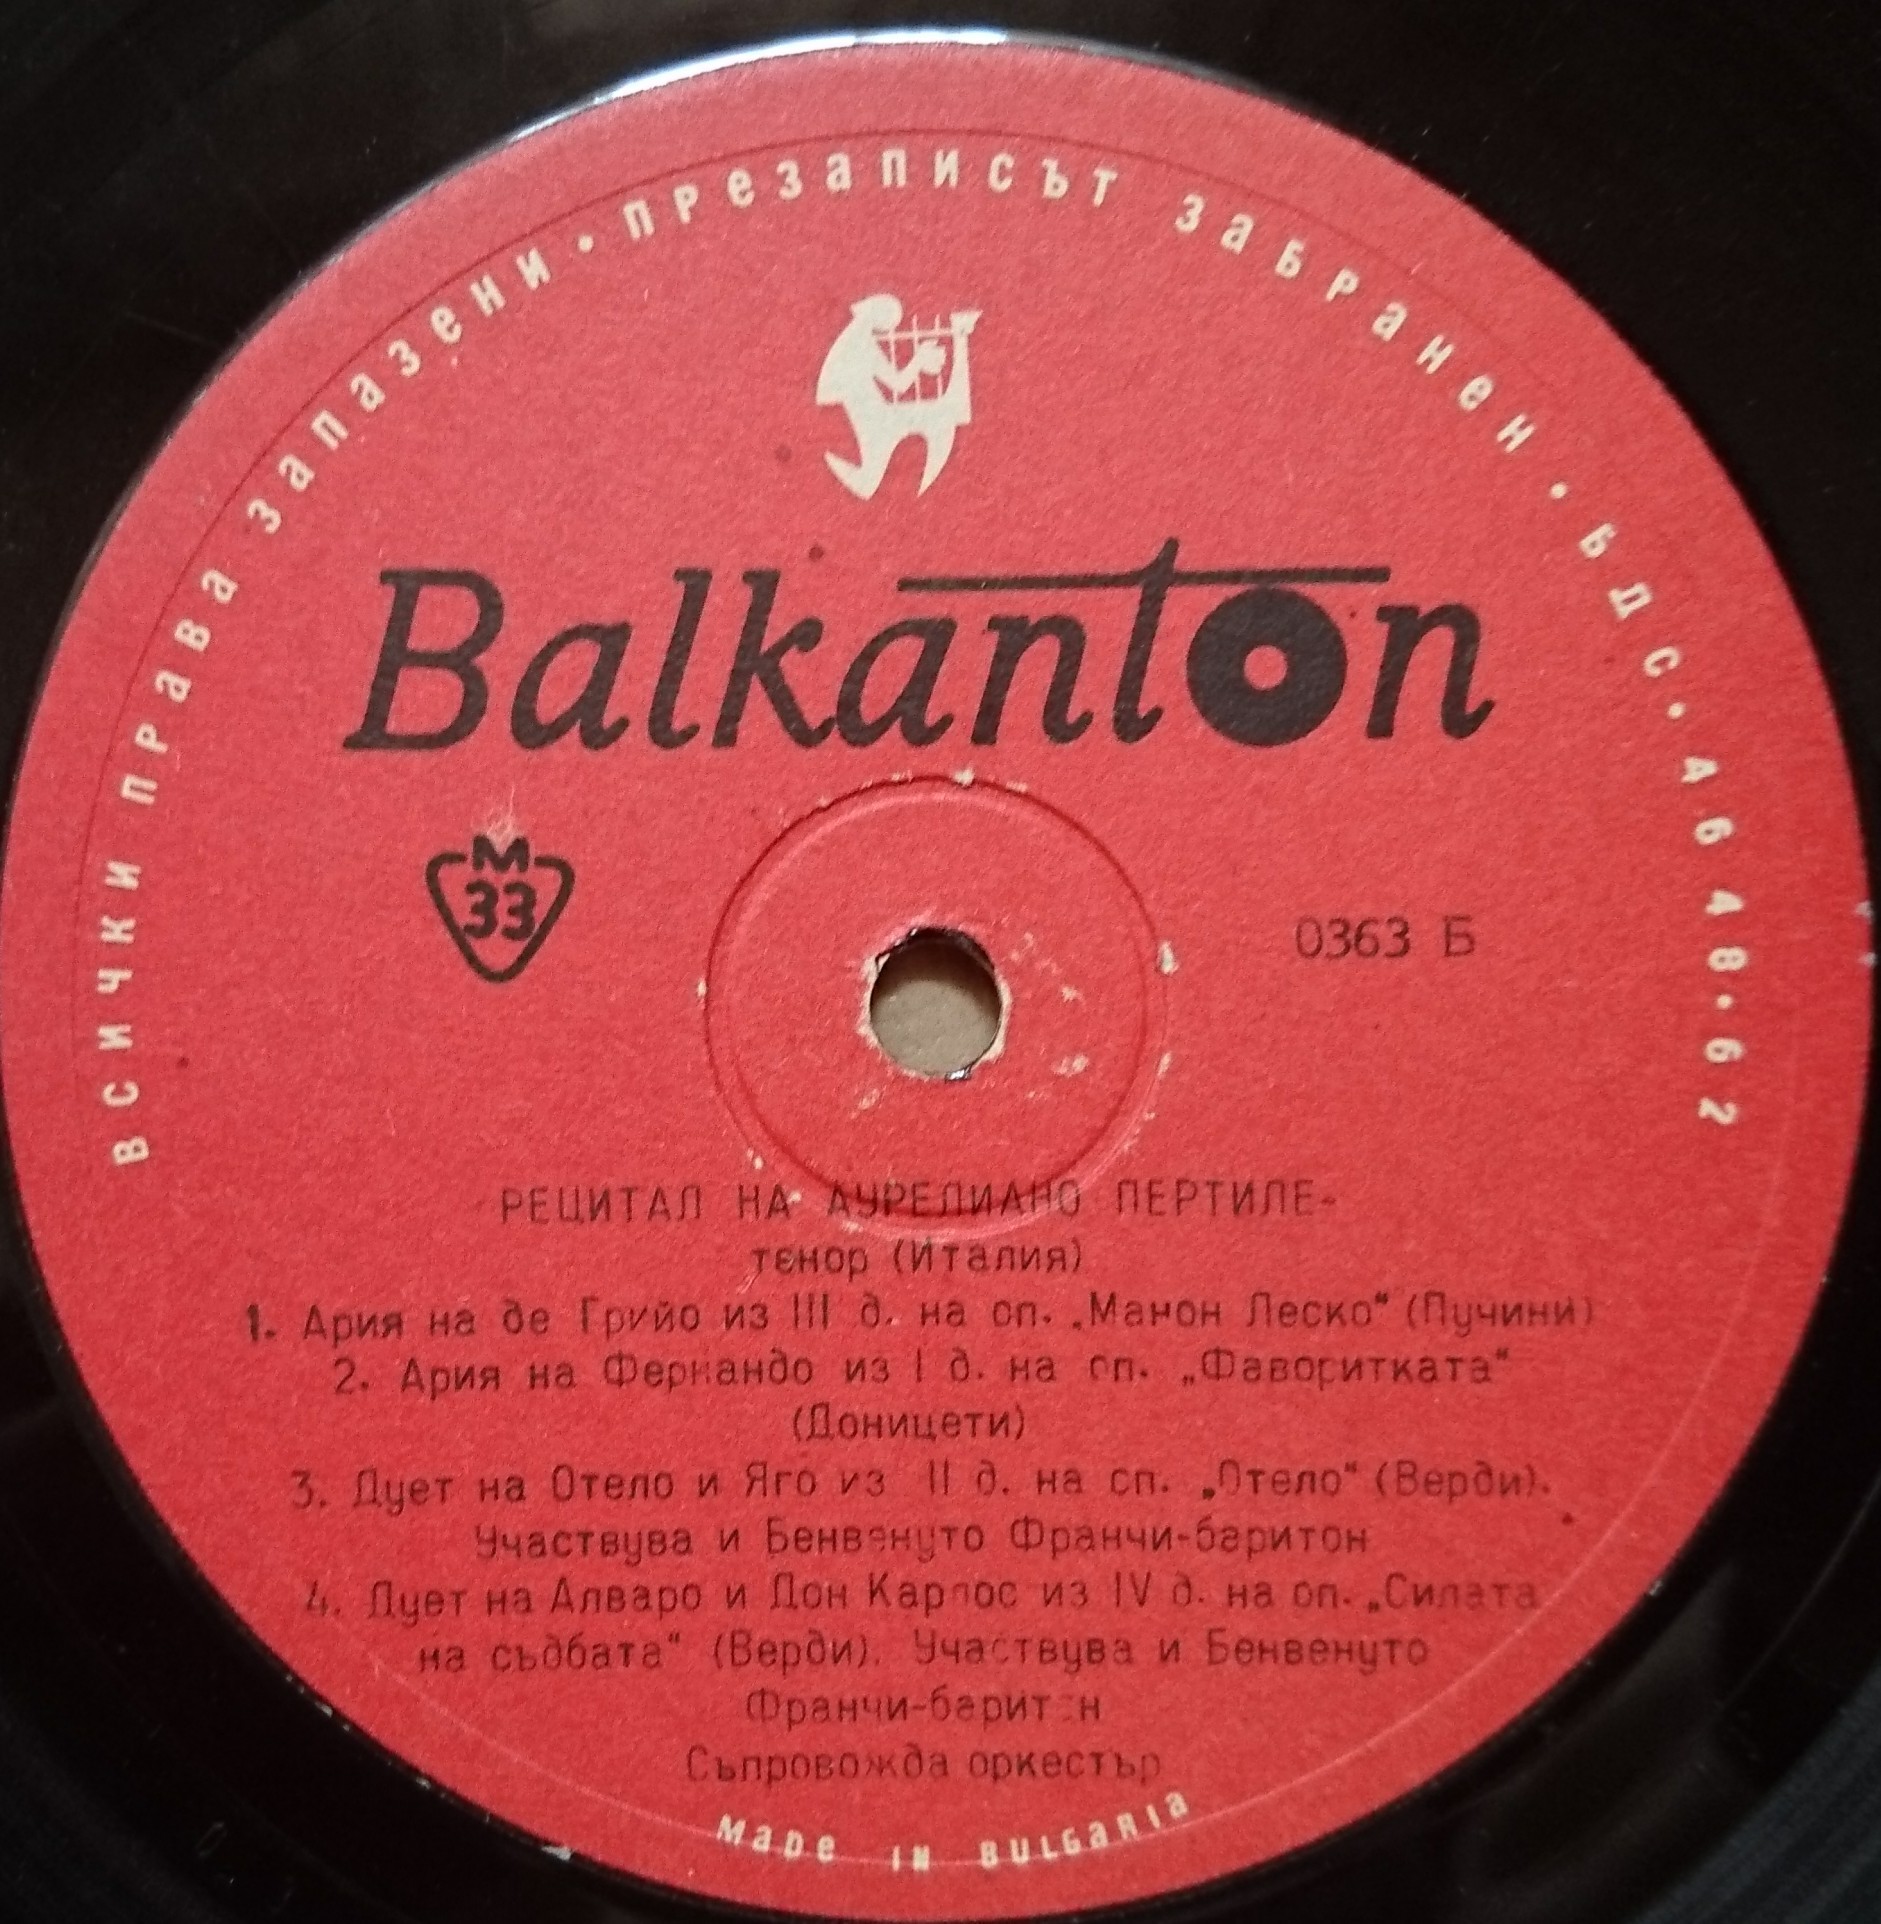 всички права запазени • презаписът забранен • бдс • 4648•62
Balkanton
М
33
0363 Б
РЕЦИТАЛ НА АУРЕЛИАНО ПЕРТИЛЕ-
тенор (Италия)
1. Ария на де Грийо из III д. на оп. „Манон Леско“ (Пучини)
2. Ария на Фернандо из I д. на оп. „Фаворитката“
(Доницети)
3. Дует на Отело и Яго из II д. на оп. „Отело“ (Верди).
Участвува и Бенвенуто Франчи-баритон
4. Дует на Алваро и Дон Карлос из IV д. на оп. „Силата
на съдбата“ (Верди). Участвува и Бенвенуто
Франчи-баритон
Съпровожда оркестър
Made in Bulgaria